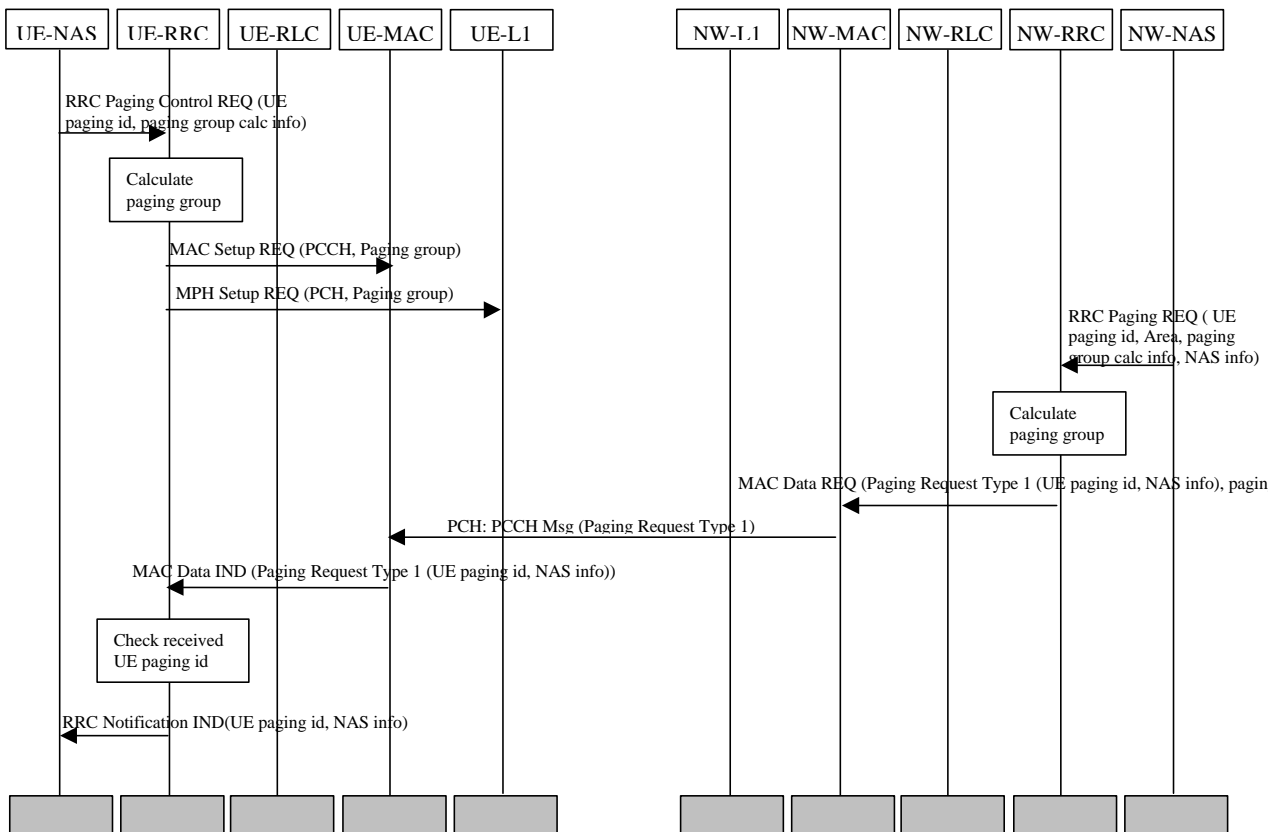 UE-NAS UE-RRC UE-RLC UE-MAC UE-L1 NW-L1 NW-MAC NW-RLC NW-RRC NW-NAS
RRC Paging Control REQ (UE
paging id, paging group calc info)
Calculate
paging group
MAC Setup REQ (PCCH, Paging group)
MPH Setup REQ (PCH, Paging group)
RRC Paging REQ ( UE
paging id, Area, paging
group calc info, NAS info)
Calculate
paging group
MAC Data REQ (Paging Request Type 1 (UE paging id, NAS info), pagin
PCH: PCCH Msg (Paging Request Type 1)
MAC Data IND (Paging Request Type 1 (UE paging id, NAS info))
Check received
UE paging id
RRC Notification IND(UE paging id, NAS info)